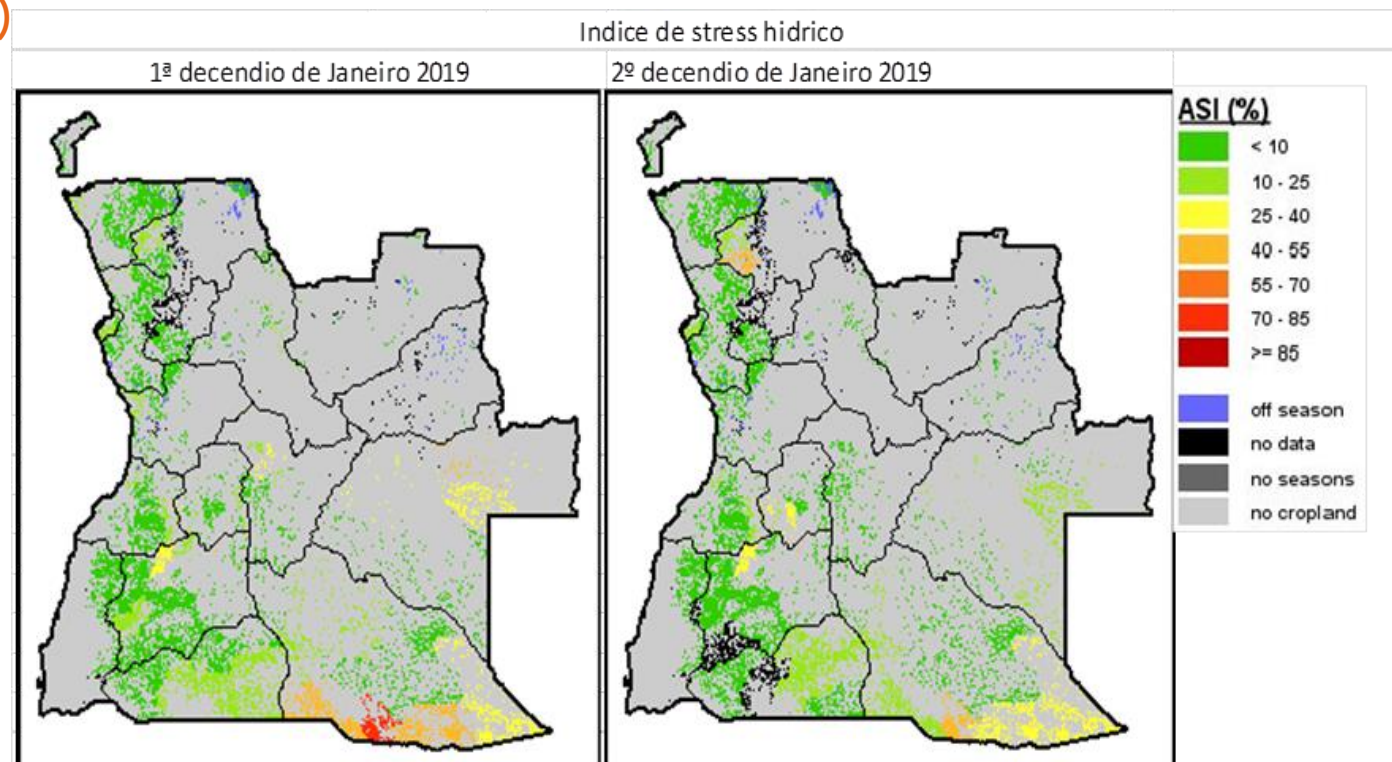 Indice de stress hidrico
1ª decendio de Janeiro 2019
2º decendio de Janeiro 2019
ASI (%)
< 10
10 - 25
25 - 40
40 - 55
55 - 70
70 - 85
>= 85
off season
no data
no seasons
no cropland